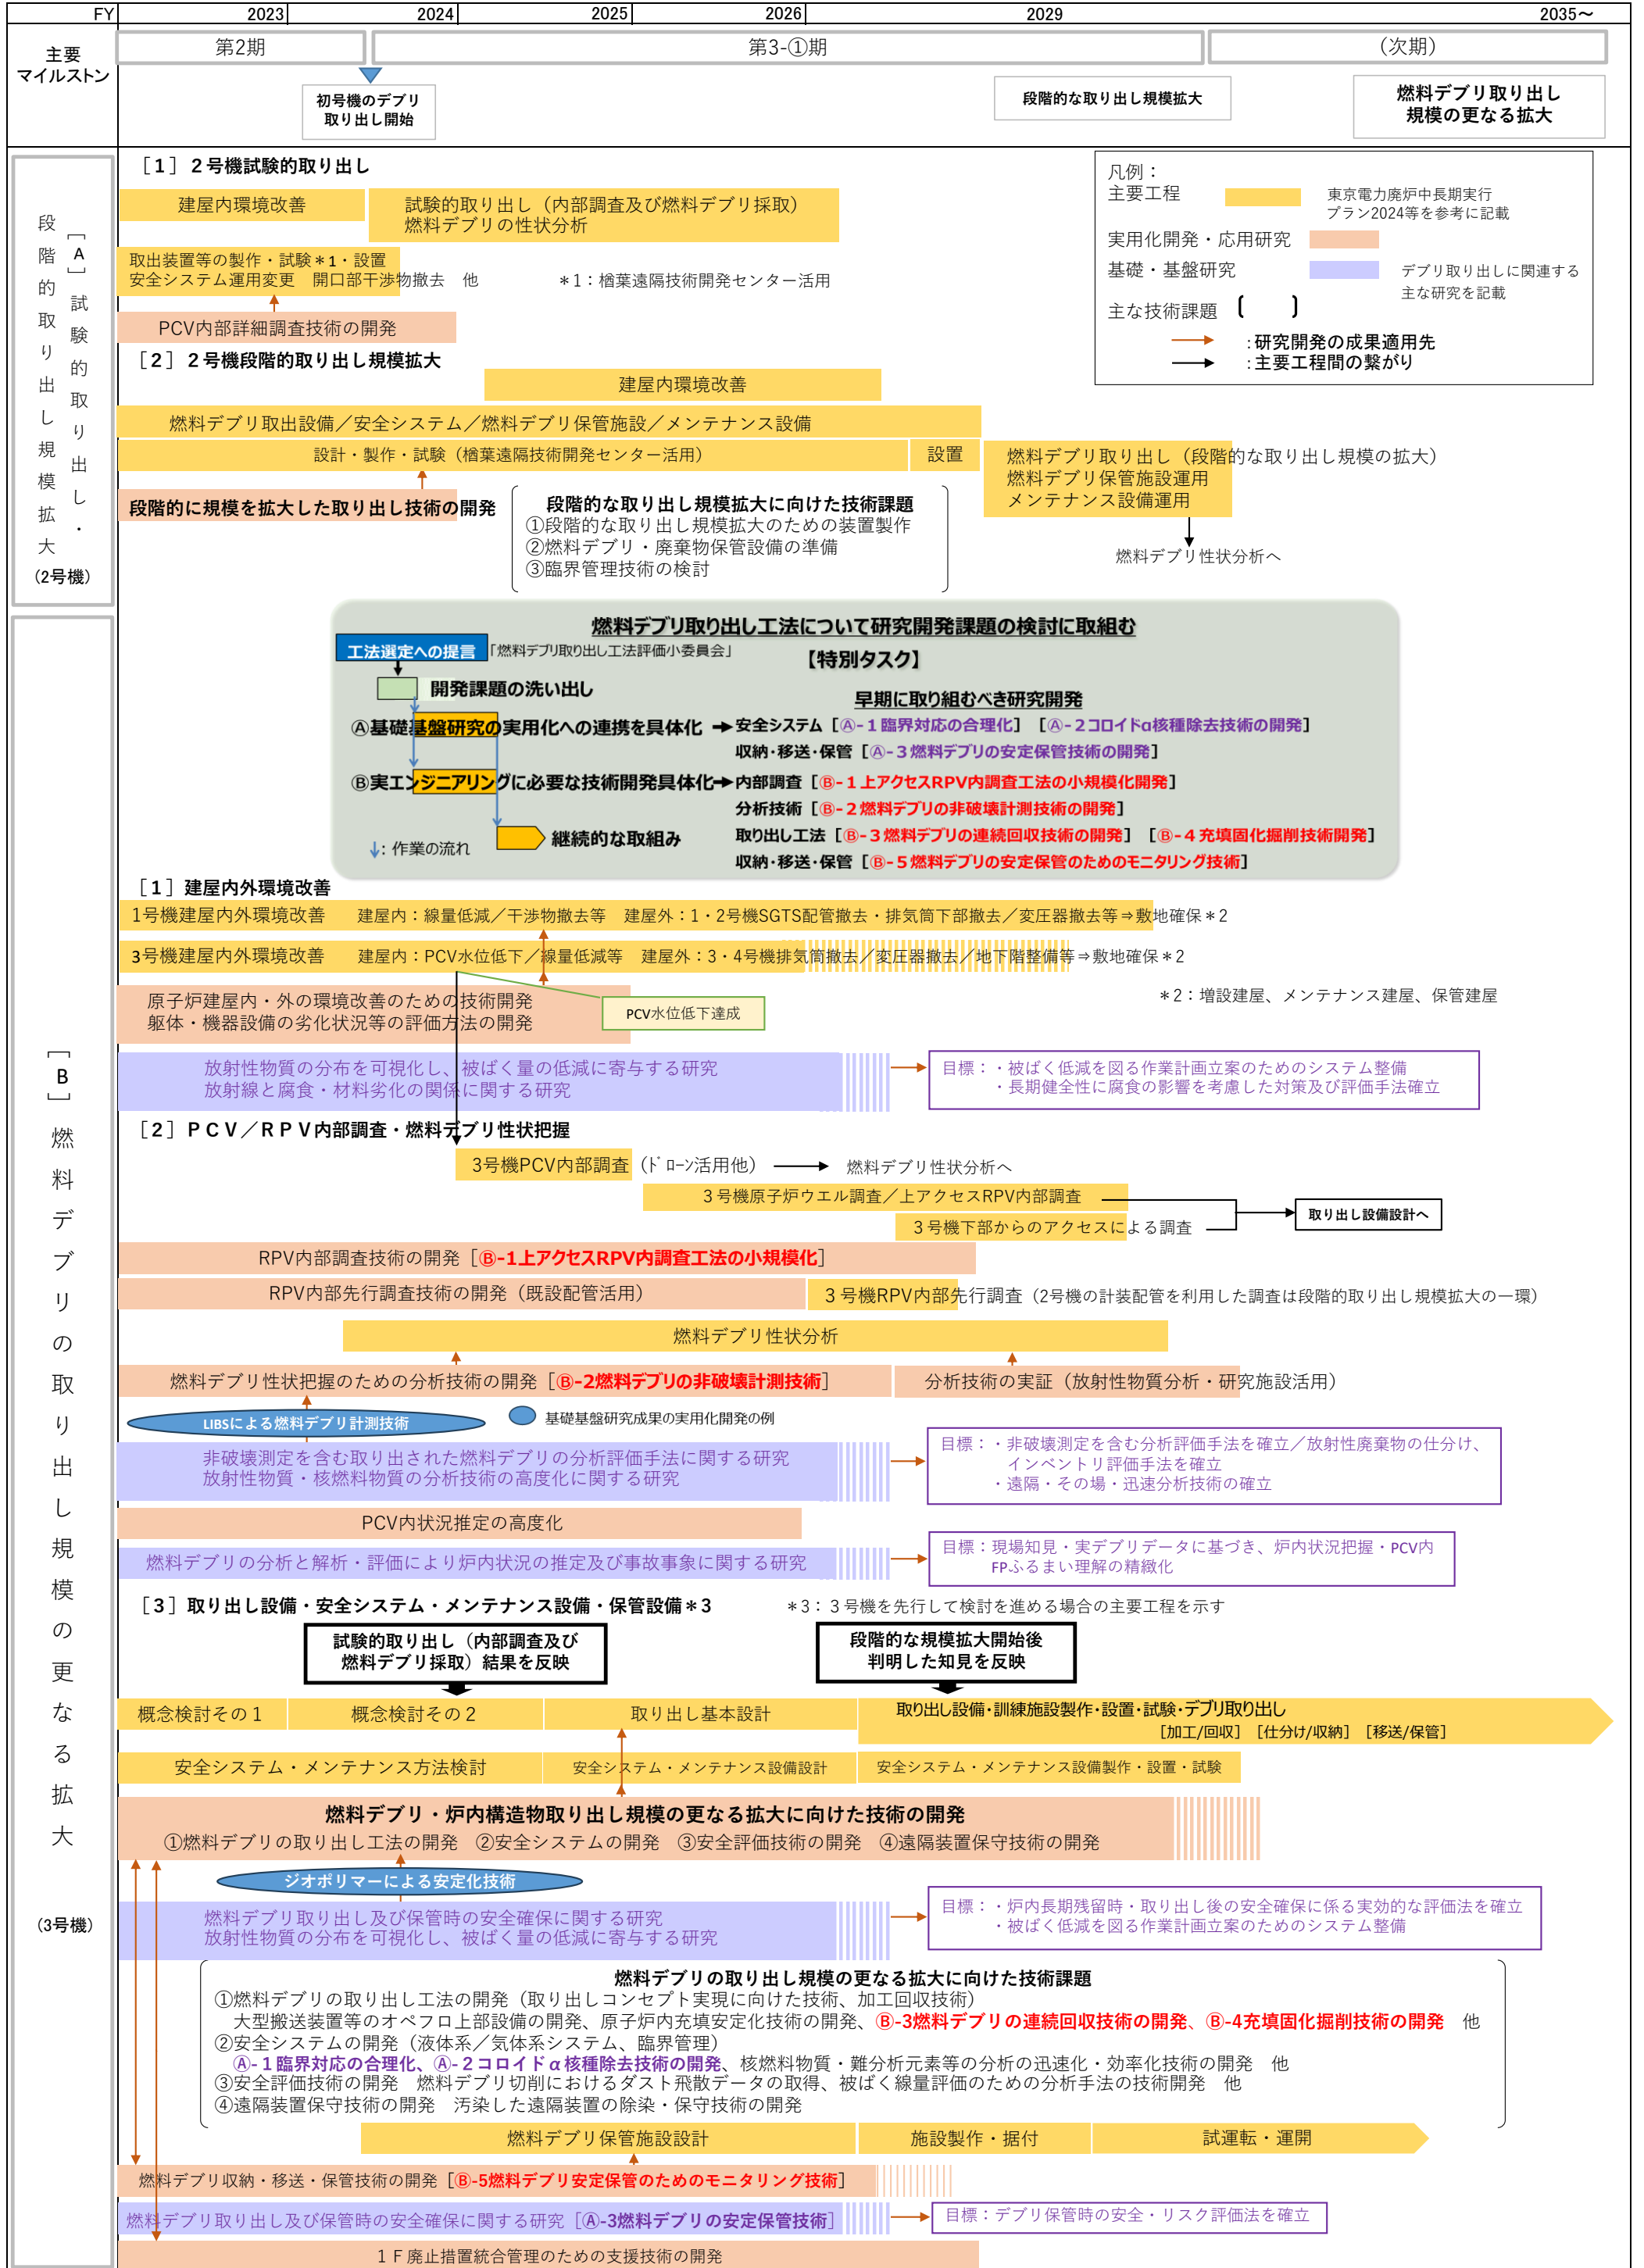 FY 2023 2024 2025 2026 2029 2035～
主要
マイルストン
第2期
第3-①期
(次期)
初号機のデブリ
取り出し開始
段階的な取り出し規模拡大
燃料デブリ取り出し
規模の更なる拡大
［A］試験的取り出し・
段階的取り出し規模拡大
(2号機)
［１］２号機試験的取り出し
建屋内環境改善
試験的取り出し（内部調査及び燃料デブリ採取）
燃料デブリの性状分析
取出装置等の製作・試験＊1・設置
安全システム運用変更　開口部干渉物撤去　他
＊1：楢葉遠隔技術開発センター活用
PCV内部詳細調査技術の開発
凡例：
主要工程
東京電力廃炉中長期実行
プラン2024等を参考に記載
実用化開発・応用研究
基礎・基盤研究
デブリ取り出しに関連する
主な研究を記載
主な技術課題 〔　　〕
:研究開発の成果適用先
:主要工程間の繋がり
［２］２号機段階的取り出し規模拡大
建屋内環境改善
燃料デブリ取出設備／安全システム／燃料デブリ保管施設／メンテナンス設備
設計・製作・試験（楢葉遠隔技術開発センター活用）
設置
燃料デブリ取り出し（段階的な取り出し規模の拡大）
燃料デブリ保管施設運用
メンテナンス設備運用
燃料デブリ性状分析へ
段階的に規模を拡大した取り出し技術の開発
段階的な取り出し規模拡大に向けた技術課題
①段階的な取り出し規模拡大のための装置製作
②燃料デブリ・廃棄物保管設備の準備
③臨界管理技術の検討
燃料デブリ取り出し工法について研究開発課題の検討に取組む
工法選定への提言 「燃料デブリ取り出し工法評価小委員会」
【特別タスク】
開発課題の洗い出し
早期に取り組むべき研究開発
Ⓐ基礎基盤研究の実用化への連携を具体化
安全システム［Ⓐ-１臨界対応の合理化］［Ⓐ-２コロイドα核種除去技術の開発］
収納・移送・保管［Ⓐ-３燃料デブリの安定保管技術の開発］
Ⓑ実エンジニアリングに必要な技術開発具体化
内部調査［Ⓑ-１上アクセスRPV内調査工法の小規模化開発］
分析技術［Ⓑ-２燃料デブリの非破壊計測技術の開発］
継続的な取組み
取り出し工法［Ⓑ-３燃料デブリの連続回収技術の開発］［Ⓑ-４充填固化掘削技術開発］
↓: 作業の流れ
収納・移送・保管［Ⓑ-５燃料デブリの安定保管のためのモニタリング技術］
［B］燃料デブリの取り出し規模の更なる拡大
(3号機)
［１］建屋内外環境改善
1号機建屋内外環境改善　建屋内：線量低減／干渉物撤去等　建屋外：1・2号機SGTS配管撤去・排気筒下部撤去／変圧器撤去等⇒敷地確保＊2
3号機建屋内外環境改善　建屋内：PCV水位低下／線量低減等　建屋外：3・4号機排気筒撤去／変圧器撤去／地下階整備等⇒敷地確保＊2
＊2：増設建屋、メンテナンス建屋、保管建屋
原子炉建屋内・外の環境改善のための技術開発
躯体・機器設備の劣化状況等の評価方法の開発
PCV水位低下達成
放射性物質の分布を可視化し、被ばく量の低減に寄与する研究
放射線と腐食・材料劣化の関係に関する研究
目標：・被ばく低減を図る作業計画立案のためのシステム整備
・長期健全性に腐食の影響を考慮した対策及び評価手法確立
［２］ＰＣＶ／ＲＰＶ内部調査・燃料デブリ性状把握
3号機PCV内部調査（ﾄﾞﾛｰﾝ活用他）
燃料デブリ性状分析へ
３号機原子炉ウエル調査／上アクセスRPV内部調査
３号機下部からのアクセスによる調査
取り出し設備設計へ
RPV内部調査技術の開発［Ⓑ-1上アクセスRPV内調査工法の小規模化］
RPV内部先行調査技術の開発（既設配管活用）
３号機RPV内部先行調査（2号機の計装配管を利用した調査は段階的取り出し規模拡大の一環）
燃料デブリ性状分析
燃料デブリ性状把握のための分析技術の開発［Ⓑ-2燃料デブリの非破壊計測技術］
分析技術の実証（放射性物質分析・研究施設活用）
LIBSによる燃料デブリ計測技術
基礎基盤研究成果の実用化開発の例
非破壊測定を含む取り出された燃料デブリの分析評価手法に関する研究
放射性物質・核燃料物質の分析技術の高度化に関する研究
目標：・非破壊測定を含む分析評価手法を確立／放射性廃棄物の仕分け、
インベントリ評価手法を確立
・遠隔・その場・迅速分析技術の確立
PCV内状況推定の高度化
燃料デブリの分析と解析・評価により炉内状況の推定及び事故事象に関する研究
目標：現場知見・実デブリデータに基づき、炉内状況把握・PCV内
FPふるまい理解の精緻化
［３］取り出し設備・安全システム・メンテナンス設備・保管設備＊3
＊3：３号機を先行して検討を進める場合の主要工程を示す
試験的取り出し（内部調査及び
燃料デブリ採取）結果を反映
段階的な規模拡大開始後
判明した知見を反映
概念検討その１
概念検討その２
取り出し基本設計
取り出し設備・訓練施設製作・設置・試験・デブリ取り出し
［加工/回収］［仕分け/収納］［移送/保管］
安全システム・メンテナンス方法検討
安全システム・メンテナンス設備設計
安全システム・メンテナンス設備製作・設置・試験
燃料デブリ・炉内構造物取り出し規模の更なる拡大に向けた技術の開発
①燃料デブリの取り出し工法の開発　②安全システムの開発　③安全評価技術の開発　④遠隔装置保守技術の開発
ジオポリマーによる安定化技術
燃料デブリ取り出し及び保管時の安全確保に関する研究
放射性物質の分布を可視化し、被ばく量の低減に寄与する研究
目標：・炉内長期残留時・取り出し後の安全確保に係る実効的な評価法を確立
・被ばく低減を図る作業計画立案のためのシステム整備
燃料デブリの取り出し規模の更なる拡大に向けた技術課題
①燃料デブリの取り出し工法の開発（取り出しコンセプト実現に向けた技術、加工回収技術）
大型搬送装置等のオペフロ上部設備の開発、原子炉内充填安定化技術の開発、Ⓑ-3燃料デブリの連続回収技術の開発、Ⓑ-4充填固化掘削技術の開発　他
②安全システムの開発（液体系／気体系システム、臨界管理）
Ⓐ-１臨界対応の合理化、Ⓐ-２コロイドα核種除去技術の開発、核燃料物質・難分析元素等の分析の迅速化・効率化技術の開発　他
③安全評価技術の開発　燃料デブリ切削におけるダスト飛散データの取得、被ばく線量評価のための分析手法の技術開発　他
④遠隔装置保守技術の開発　汚染した遠隔装置の除染・保守技術の開発
燃料デブリ保管施設設計
施設製作・据付
試運転・運開
燃料デブリ収納・移送・保管技術の開発［Ⓑ-5燃料デブリ安定保管のためのモニタリング技術］
燃料デブリ取り出し及び保管時の安全確保に関する研究［Ⓐ-3燃料デブリの安定保管技術］
目標：デブリ保管時の安全・リスク評価法を確立
１Ｆ廃止措置統合管理のための支援技術の開発